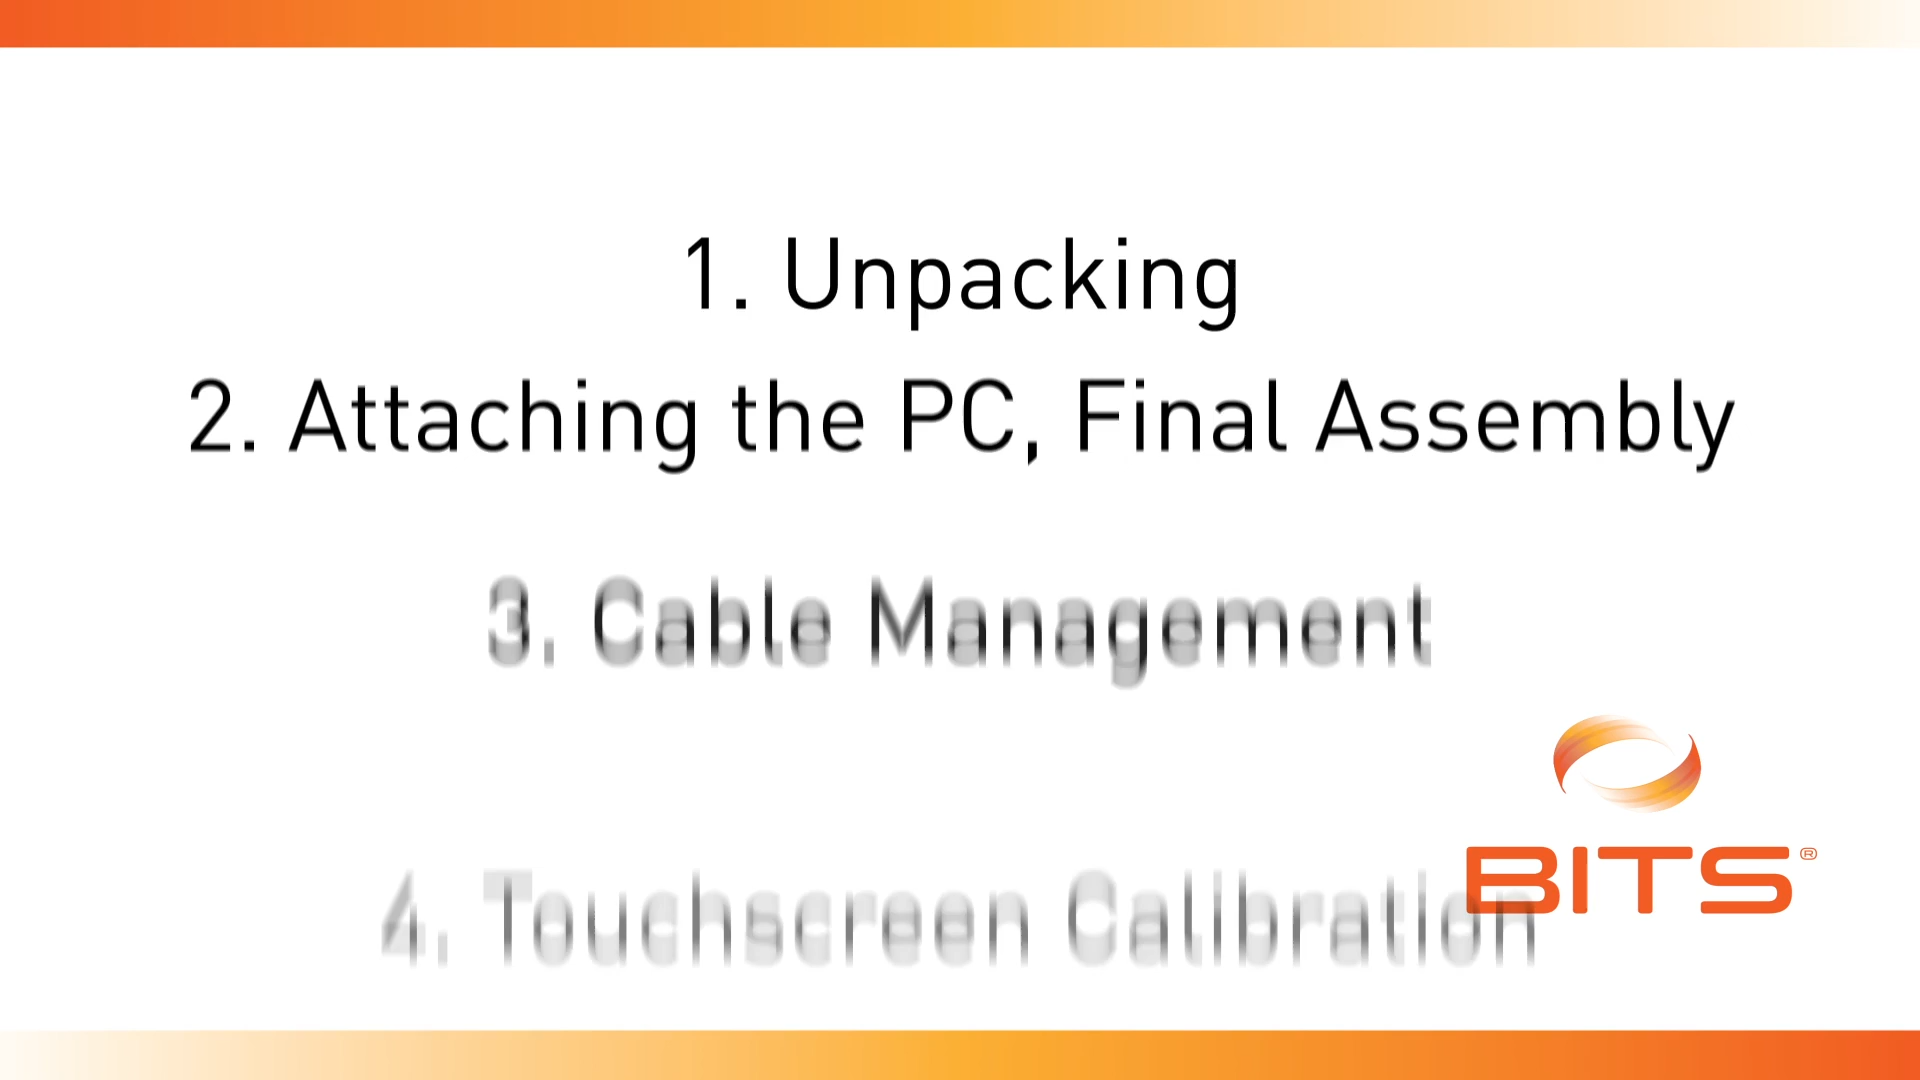 1. Unpacking
2. Attaching the PC, Final Assembly
3. Cable Management
4. Touchscreen Calibration
BITS®